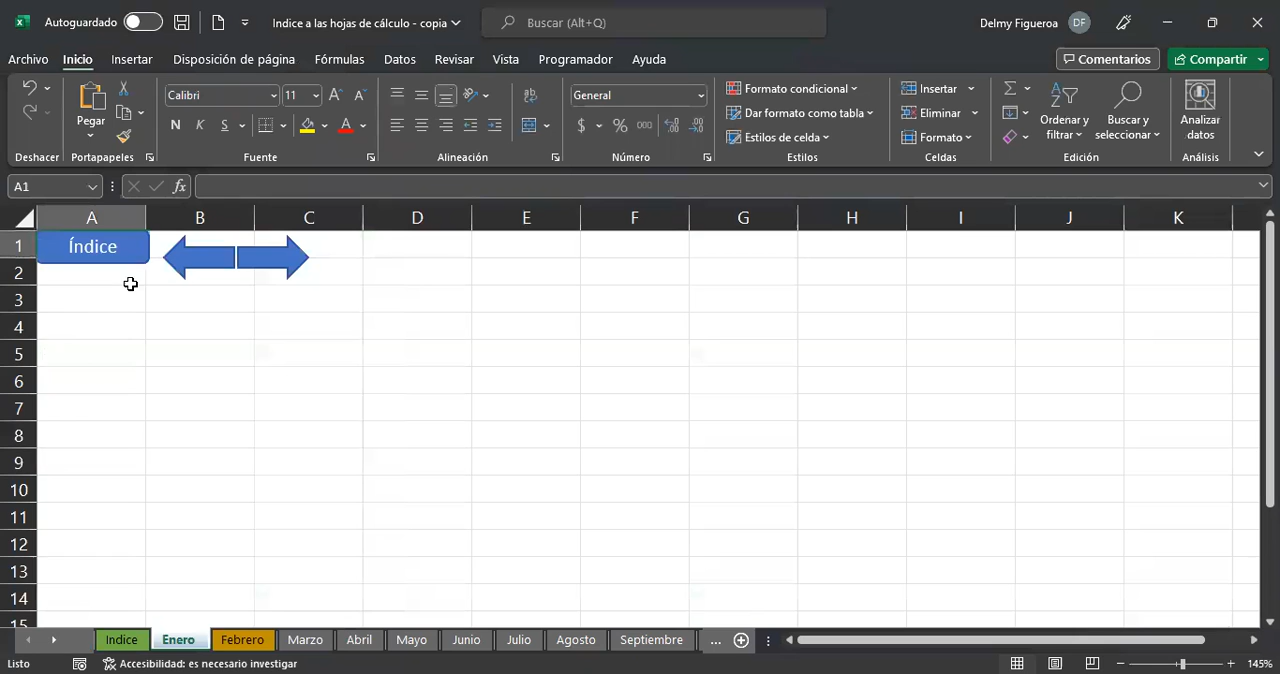 Autoguardado Indice a las hojas de cálculo - copia Buscar (Alt+Q) Delmy Figueroa DF
Archivo Inicio Insertar Disposición de página Fórmulas Datos Revisar Vista Programador Ayuda Comentarios Compartir
Pegar Calibri 11 N K S General $ % 000 Formato condicional Dar formato como tabla Estilos de celda Insertar Eliminar Formato Ordenar y filtrar Buscar y seleccionar Analizar datos
Deshacer Portapapeles Fuente Alineación Número Estilos Celdas Edición Análisis
A1 fx
A B C D E F G H I J K
1 Índice
2
3
4
5
6
7
8
9
10
11
12
13
14
15
Indice Enero Febrero Marzo Abril Mayo Junio Julio Agosto Septiembre ...
Listo Accesibilidad: es necesario investigar 145%